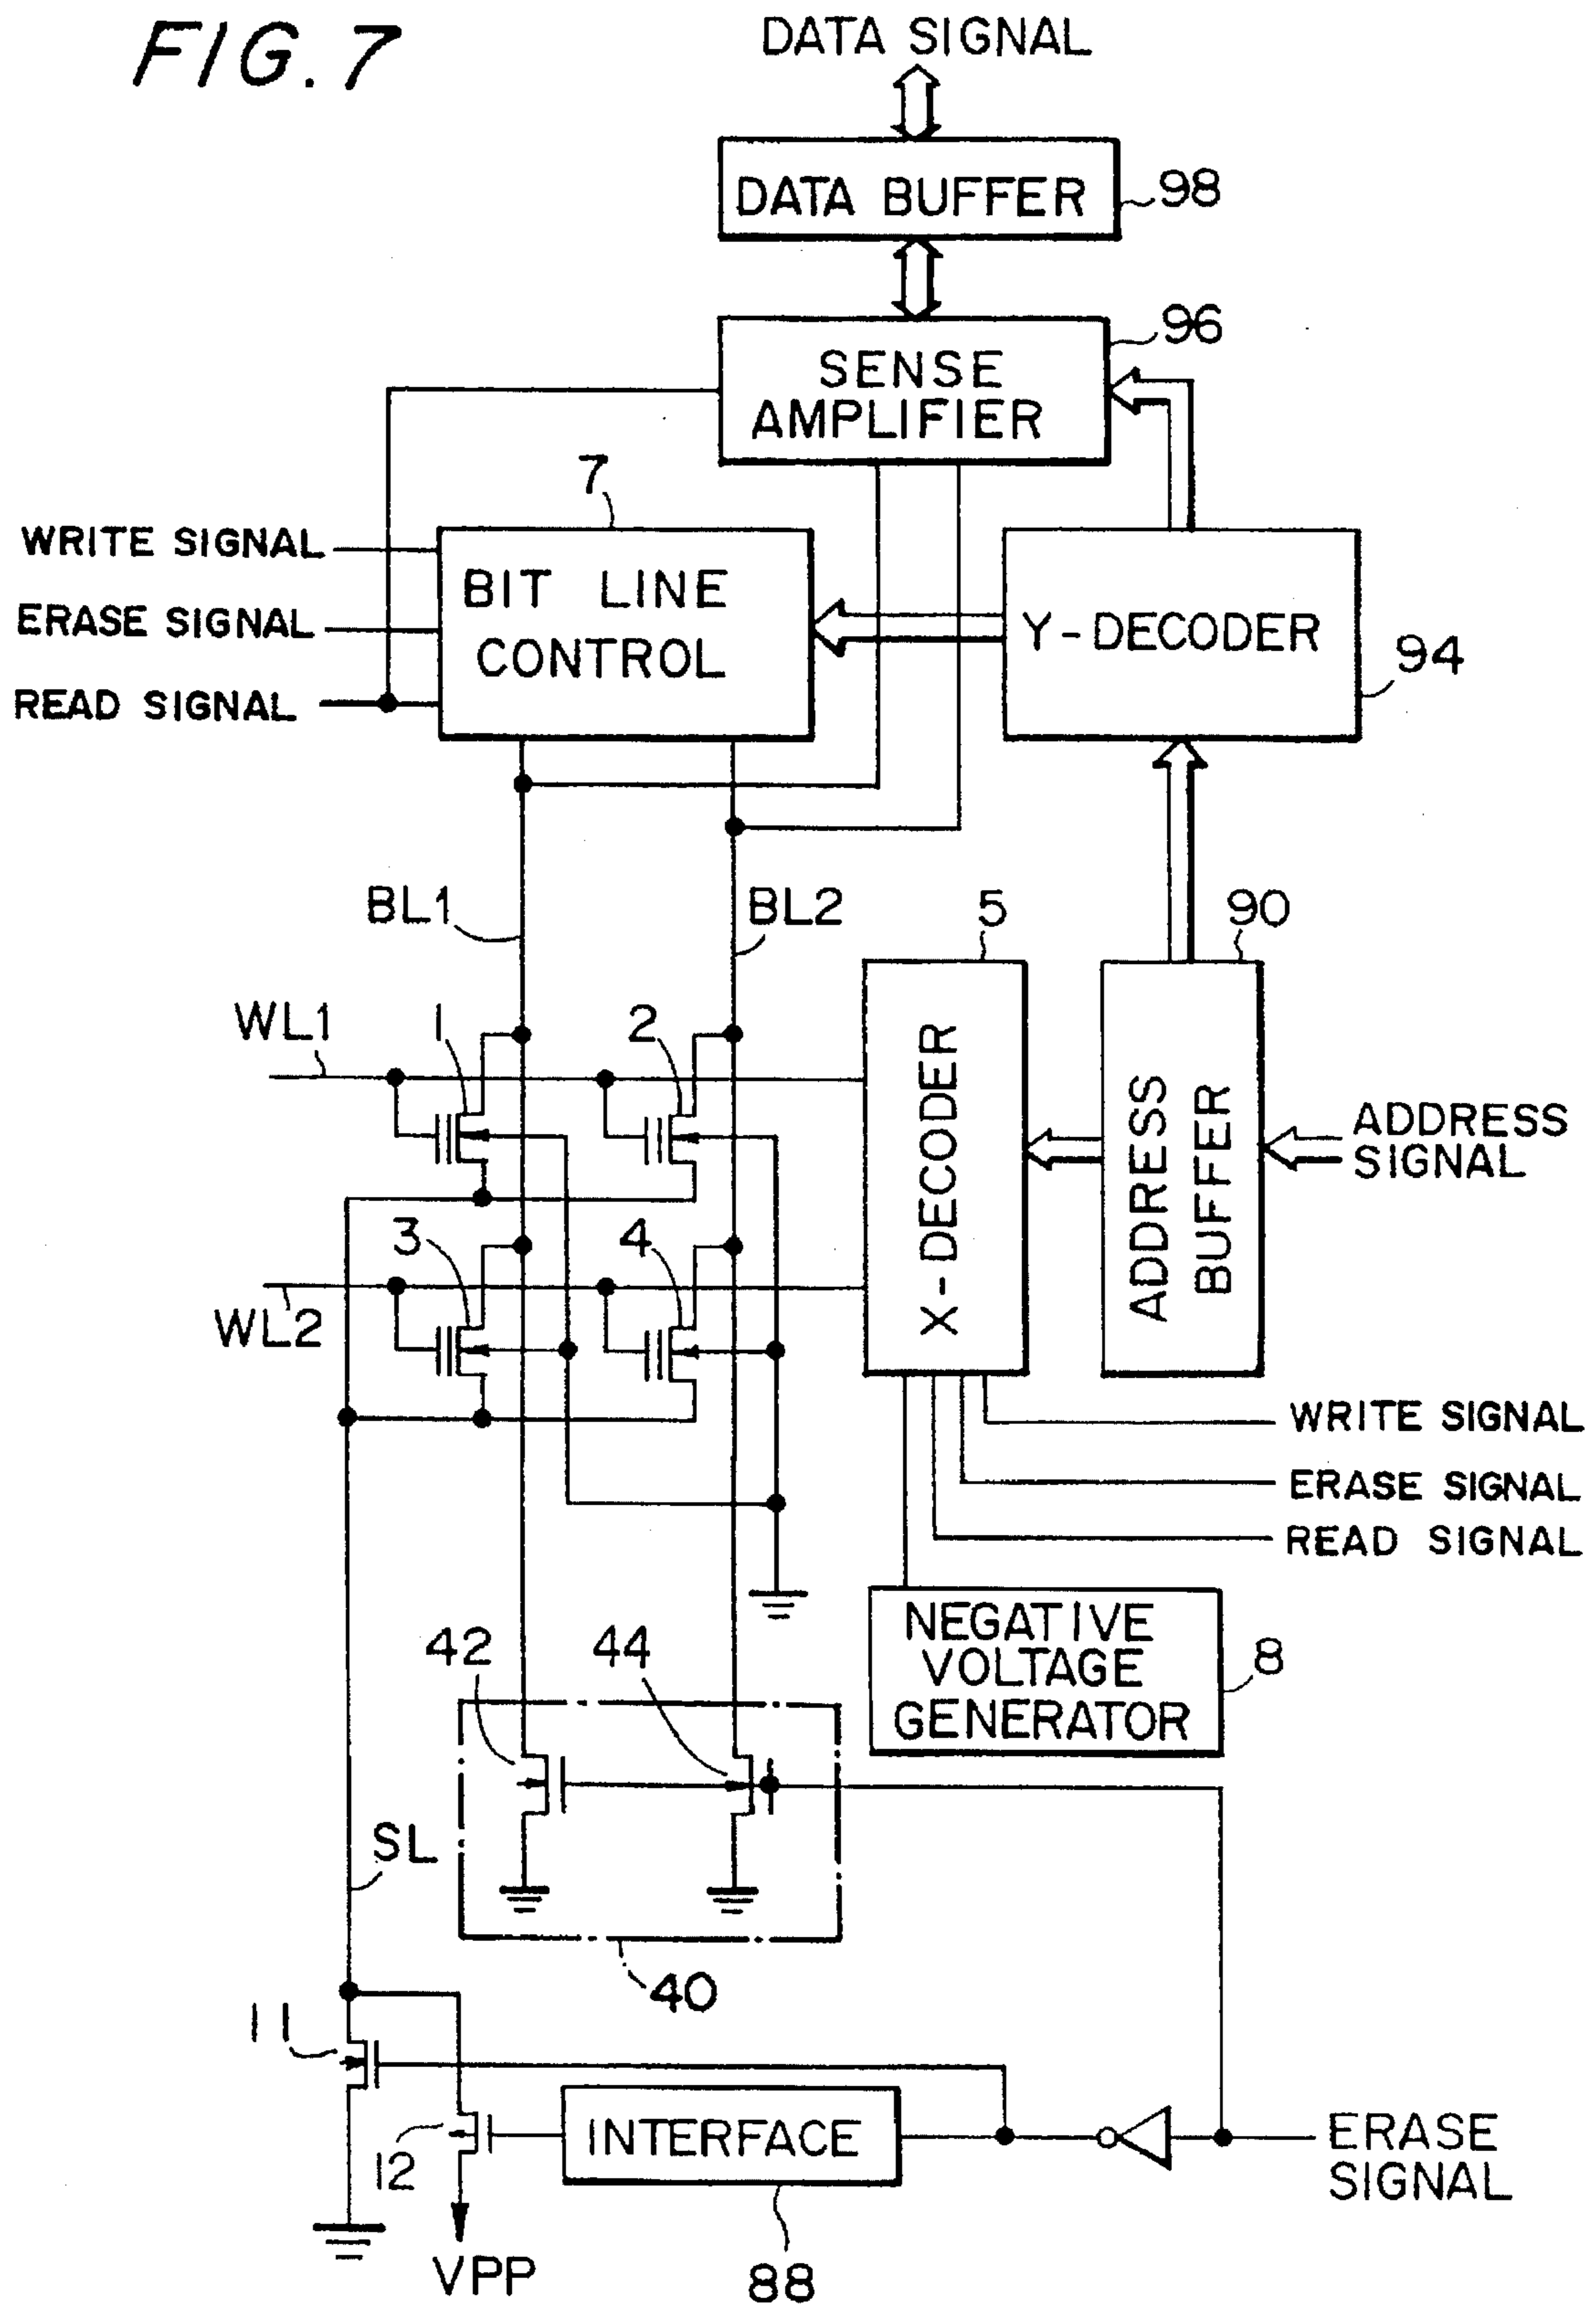 FIG. 7
DATA SIGNAL
DATA BUFFER
98
96
SENSE
AMPLIFIER
7
WRITE SIGNAL
ERASE SIGNAL
READ SIGNAL
BIT LINE
CONTROL
Y-DECODER
94
BL1
BL2
5
90
WL1
1
2
X-DECODER
ADDRESS
BUFFER
ADDRESS
SIGNAL
3
4
WL2
WRITE SIGNAL
ERASE SIGNAL
READ SIGNAL
NEGATIVE
VOLTAGE
GENERATOR
8
42
44
SL
40
11
12
INTERFACE
ERASE
SIGNAL
VPP
88